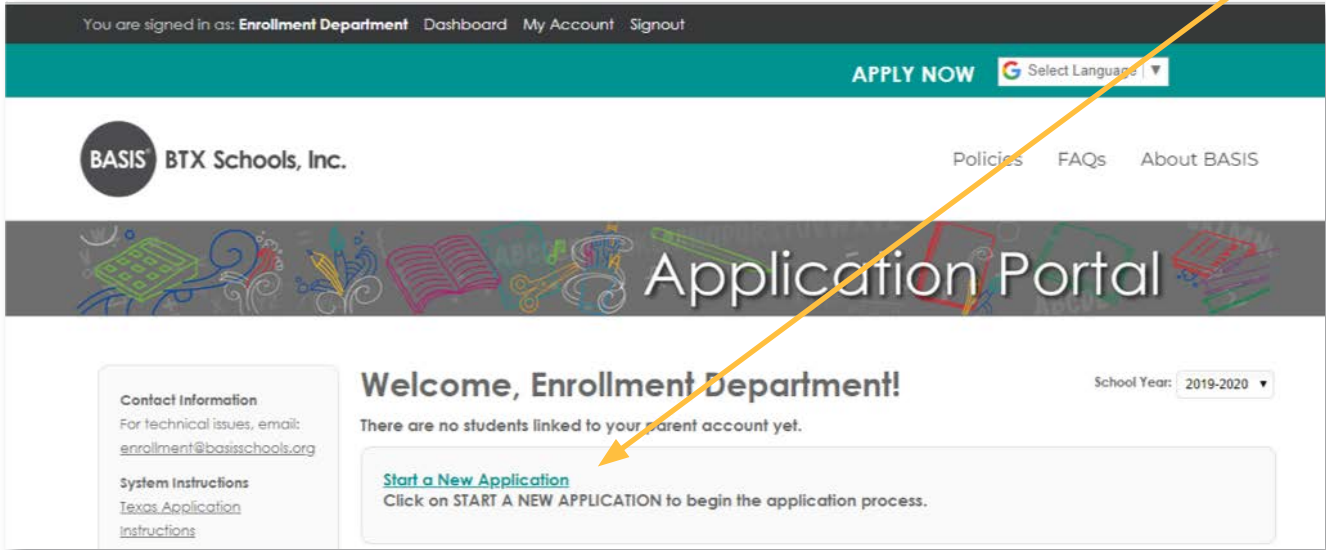 You are signed in as: Enrollment Department Dashboard My Account Signout
APPLY NOW G Select Language ▼
BASIS® BTX Schools, Inc.
Policies FAQs About BASIS
Application Portal
Contact Information
For technical issues, email:
enrollment@basisschools.org
System Instructions
Texas Application
Instructions
Welcome, Enrollment Department!
School Year: 2019-2020 ▼
There are no students linked to your parent account yet.
Start a New Application
Click on START A NEW APPLICATION to begin the application process.